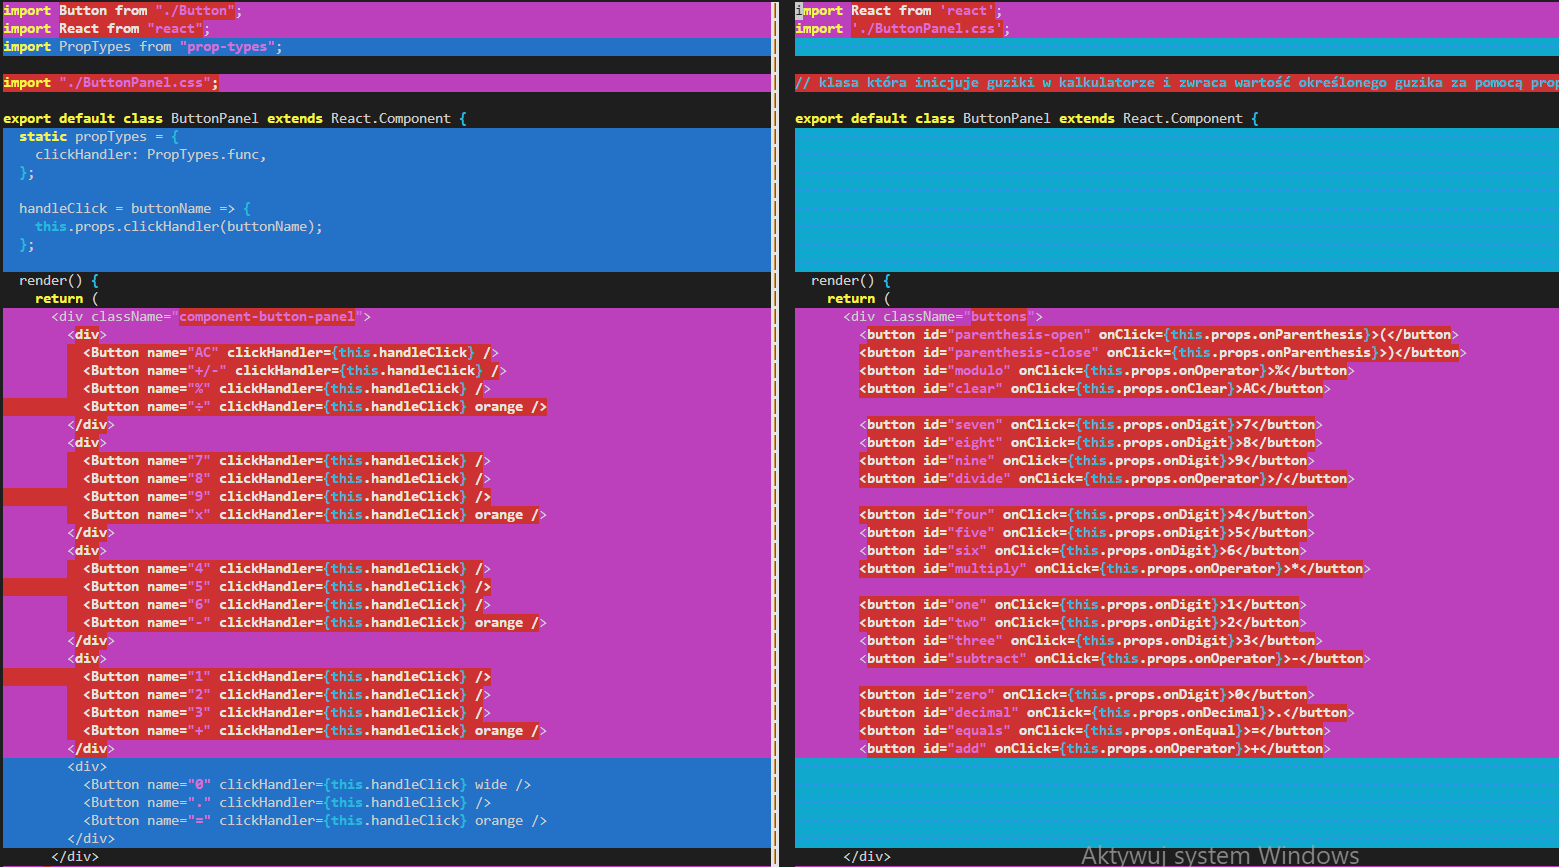 import Button from "./Button";
import React from "react";
import PropTypes from "prop-types";
import "./ButtonPanel.css";
export default class ButtonPanel extends React.Component {
static propTypes = {
clickHandler: PropTypes.func,
};
handleClick = buttonName => {
this.props.clickHandler(buttonName);
};
render() {
return (
<div className="component-button-panel">
<div>
<Button name="AC" clickHandler={this.handleClick} />
<Button name="+/-" clickHandler={this.handleClick} />
<Button name="%" clickHandler={this.handleClick} />
<Button name="÷" clickHandler={this.handleClick} orange />
</div>
<div>
<Button name="7" clickHandler={this.handleClick} />
<Button name="8" clickHandler={this.handleClick} />
<Button name="9" clickHandler={this.handleClick} />
<Button name="x" clickHandler={this.handleClick} orange />
</div>
<div>
<Button name="4" clickHandler={this.handleClick} />
<Button name="5" clickHandler={this.handleClick} />
<Button name="6" clickHandler={this.handleClick} />
<Button name="-" clickHandler={this.handleClick} orange />
</div>
<div>
<Button name="1" clickHandler={this.handleClick} />
<Button name="2" clickHandler={this.handleClick} />
<Button name="3" clickHandler={this.handleClick} />
<Button name="+" clickHandler={this.handleClick} orange />
</div>
<div>
<Button name="0" clickHandler={this.handleClick} wide />
<Button name="." clickHandler={this.handleClick} />
<Button name="=" clickHandler={this.handleClick} orange />
</div>
</div>
import React from 'react';
import './ButtonPanel.css';
// klasa która inicjuje guziki w kalkulatorze i zwraca wartość określonego guzika za pomocą prop
export default class ButtonPanel extends React.Component {
render() {
return (
<div className="buttons">
<button id="parenthesis-open" onClick={this.props.onParenthesis}>(</button>
<button id="parenthesis-close" onClick={this.props.onParenthesis}>)</button>
<button id="modulo" onClick={this.props.onOperator}>%</button>
<button id="clear" onClick={this.props.onClear}>AC</button>
<button id="seven" onClick={this.props.onDigit}>7</button>
<button id="eight" onClick={this.props.onDigit}>8</button>
<button id="nine" onClick={this.props.onDigit}>9</button>
<button id="divide" onClick={this.props.onOperator}>/</button>
<button id="four" onClick={this.props.onDigit}>4</button>
<button id="five" onClick={this.props.onDigit}>5</button>
<button id="six" onClick={this.props.onDigit}>6</button>
<button id="multiply" onClick={this.props.onOperator}>*</button>
<button id="one" onClick={this.props.onDigit}>1</button>
<button id="two" onClick={this.props.onDigit}>2</button>
<button id="three" onClick={this.props.onDigit}>3</button>
<button id="subtract" onClick={this.props.onOperator}>-</button>
<button id="zero" onClick={this.props.onDigit}>0</button>
<button id="decimal" onClick={this.props.onDecimal}>.</button>
<button id="equals" onClick={this.props.onEqual}>=</button>
<button id="add" onClick={this.props.onOperator}>+</button>
</div>
Aktywuj system Windows